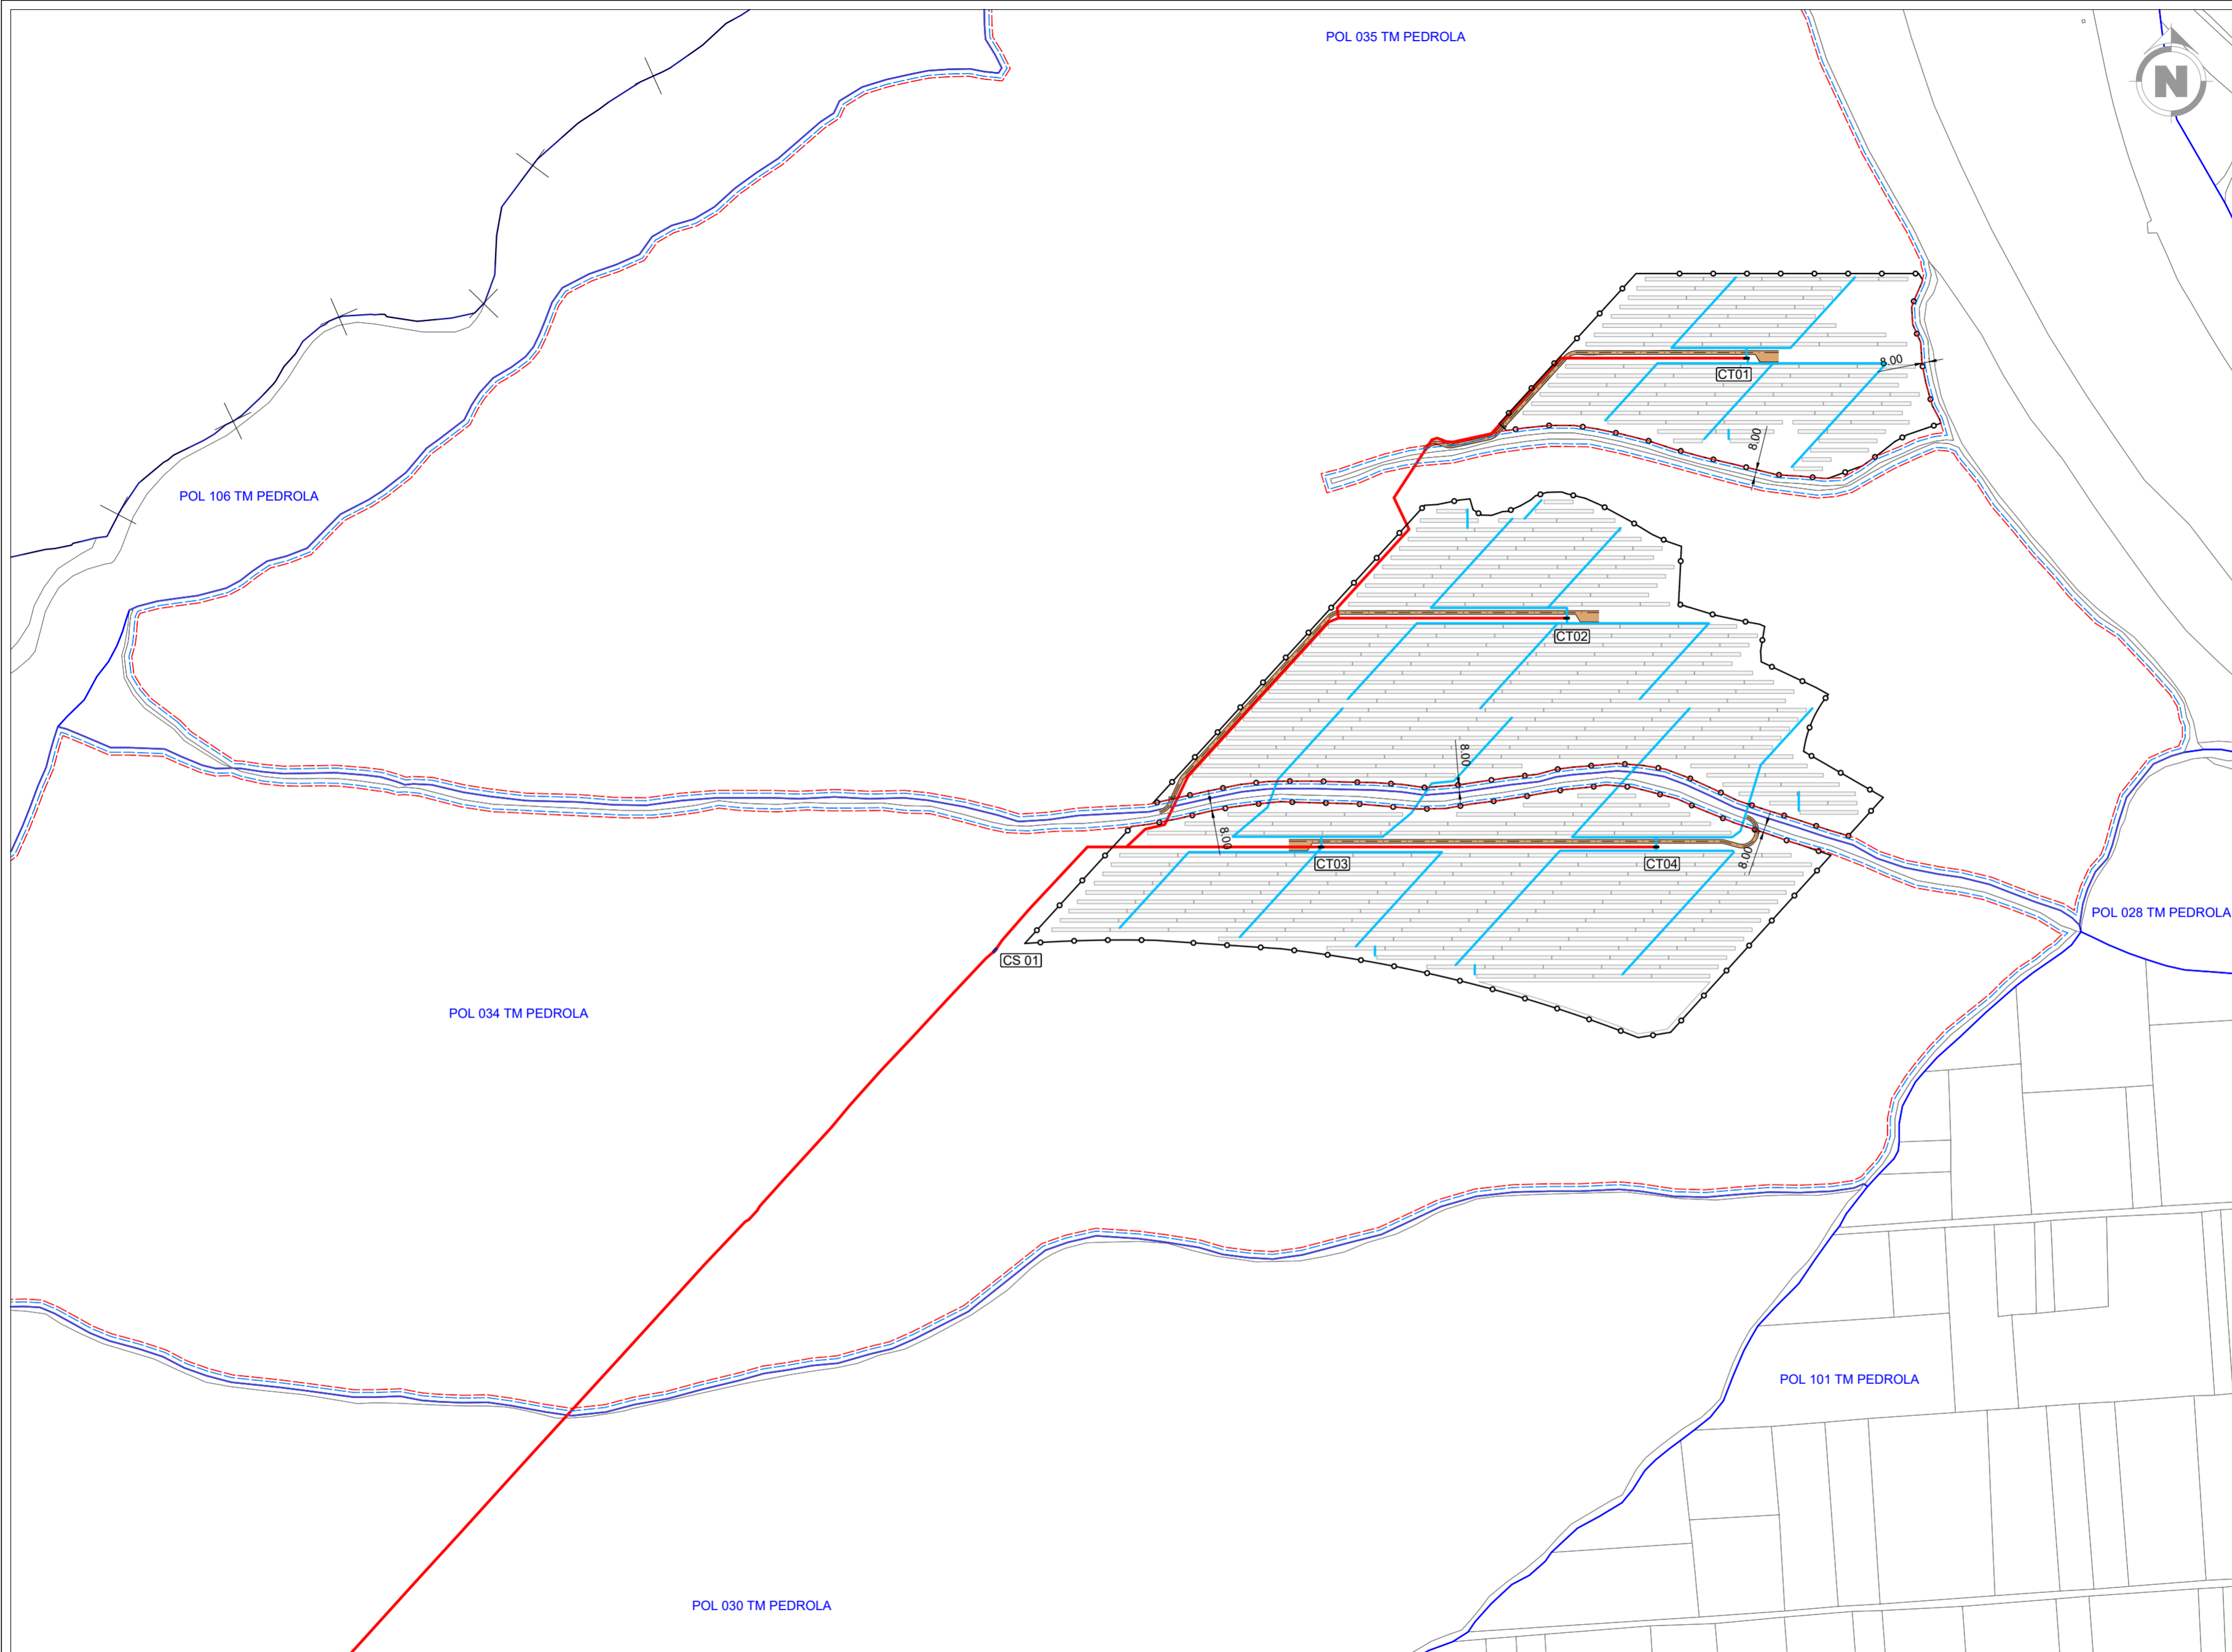 POL 035 TM PEDROLA
N
8.00
CT01
8.00
POL 106 TM PEDROLA
CT02
8.00
8.00
8.00
CT03
CT04
POL 028 TM PEDROLA
CS 01
POL 034 TM PEDROLA
POL 101 TM PEDROLA
POL 030 TM PEDROLA